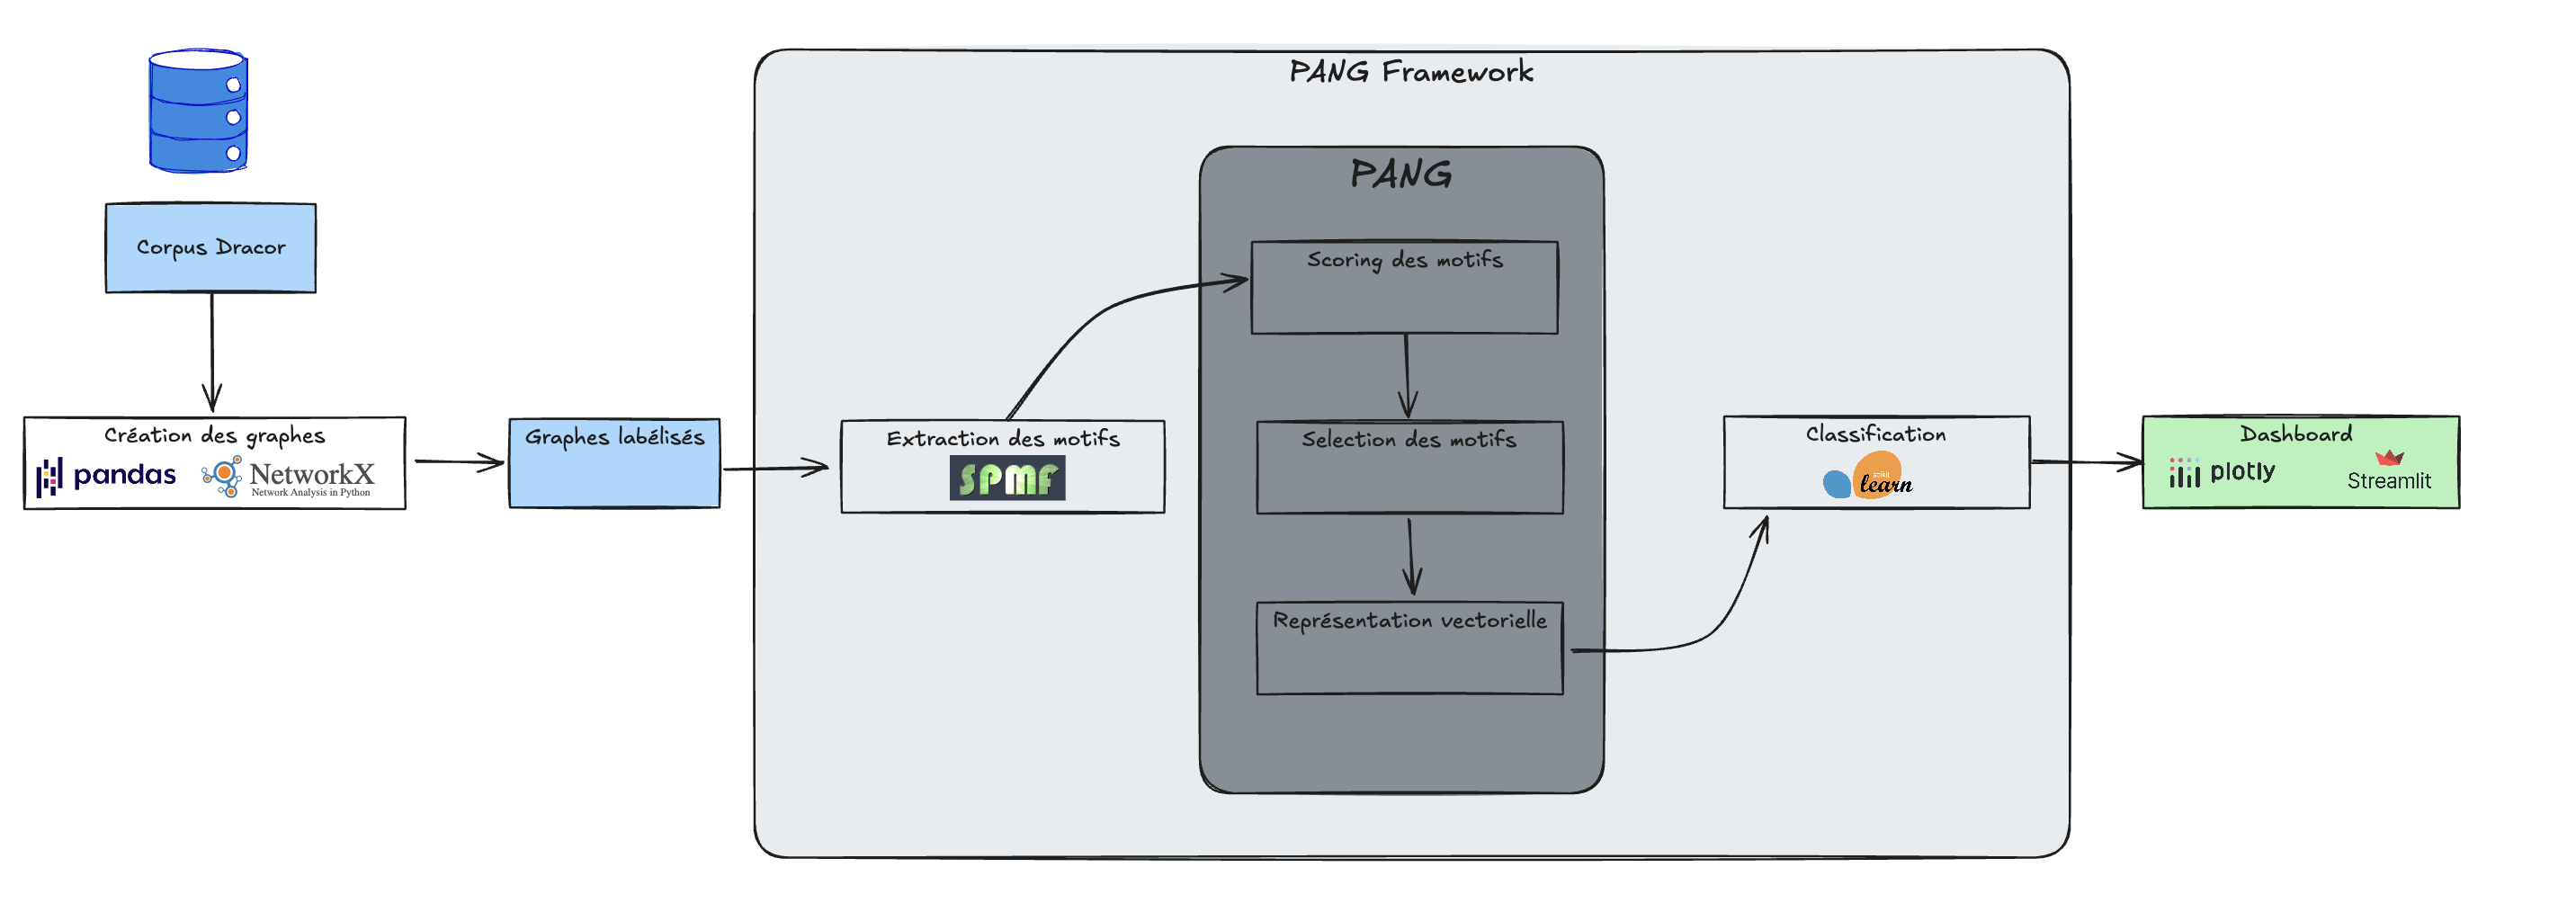 PANG Framework
PANG
Corpus Dracor
Scoring des motifs
Création des graphes
pandas
NetworkX
Network Analysis in Python
Graphes labélisés
Extraction des motifs
SPMF
Selection des motifs
Classification
scikit
learn
Dashboard
plotly
Streamlit
Représentation vectorielle